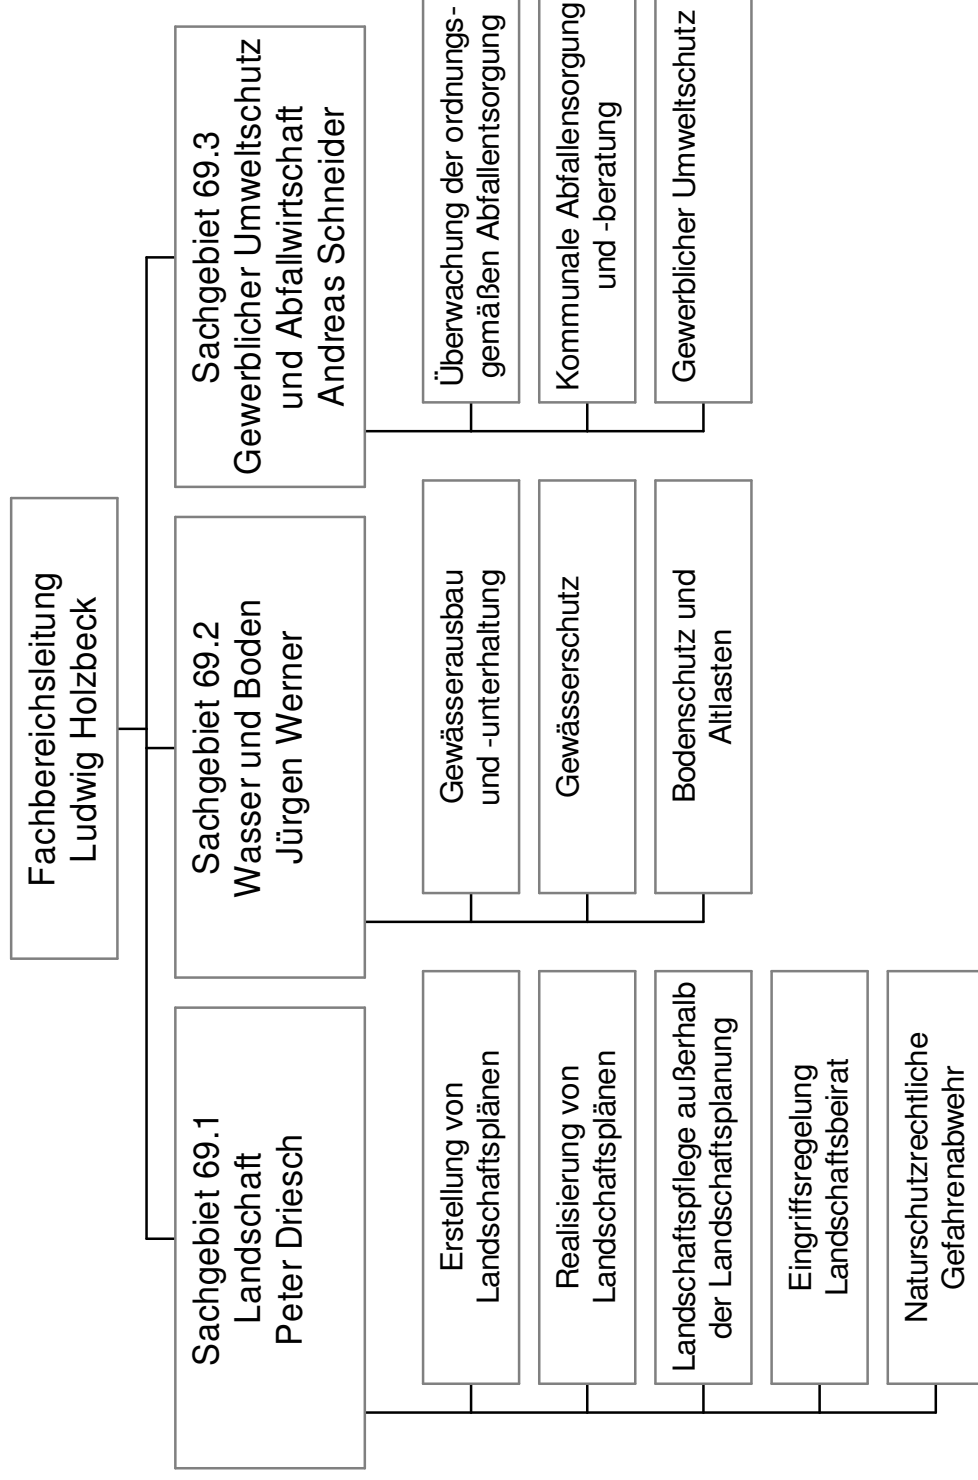 Fachbereichsleitung
Ludwig Holzbeck
Sachgebiet 69.1
Landschaft
Peter Driesch
Erstellung von
Landschaftsplänen
Realisierung von
Landschaftsplänen
Landschaftspflege außerhalb
der Landschaftsplanung
Eingriffsregelung
Landschaftsbeirat
Naturschutzrechtliche
Gefahrenabwehr
Sachgebiet 69.2
Wasser und Boden
Jürgen Werner
Gewässerausbau
und -unterhaltung
Gewässerschutz
Bodenschutz und
Altlasten
Sachgebiet 69.3
Gewerblicher Umweltschutz
und Abfallwirtschaft
Andreas Schneider
Überwachung der ordnungs-
gemäßen Abfallentsorgung
Kommunale Abfallensorgung
und -beratung
Gewerblicher Umweltschutz